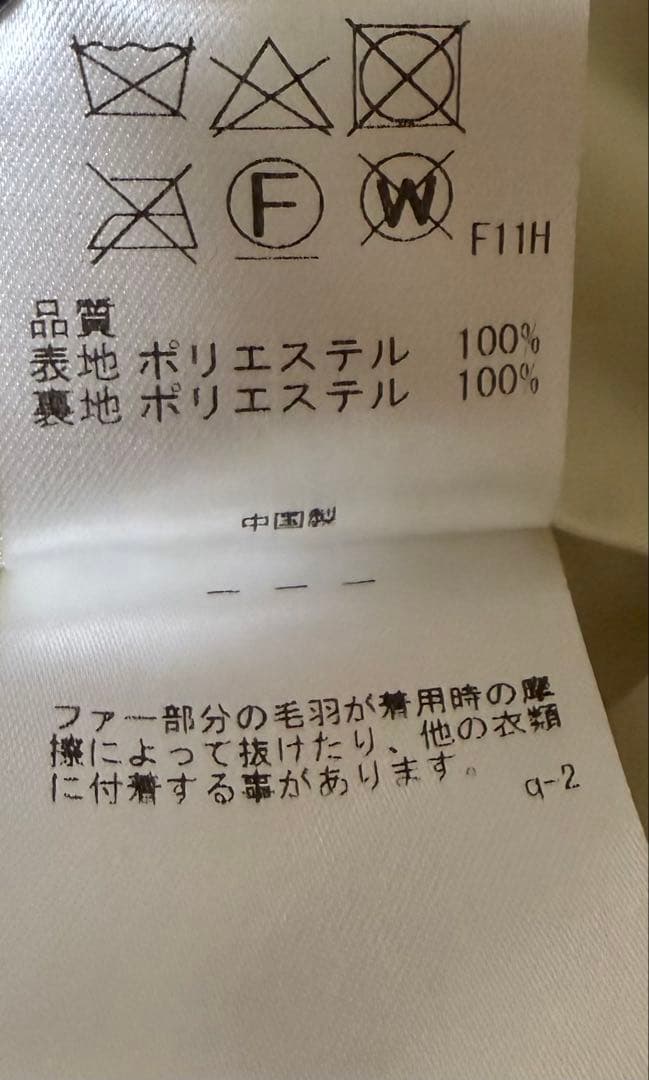 F
W
F11H
品質
表地 ポリエステル 100%
裏地 ポリエステル 100%
中国製
ファー部分の毛羽が着用時の摩
擦によって抜けたり、他の衣類
に付着する事があります。
a-2